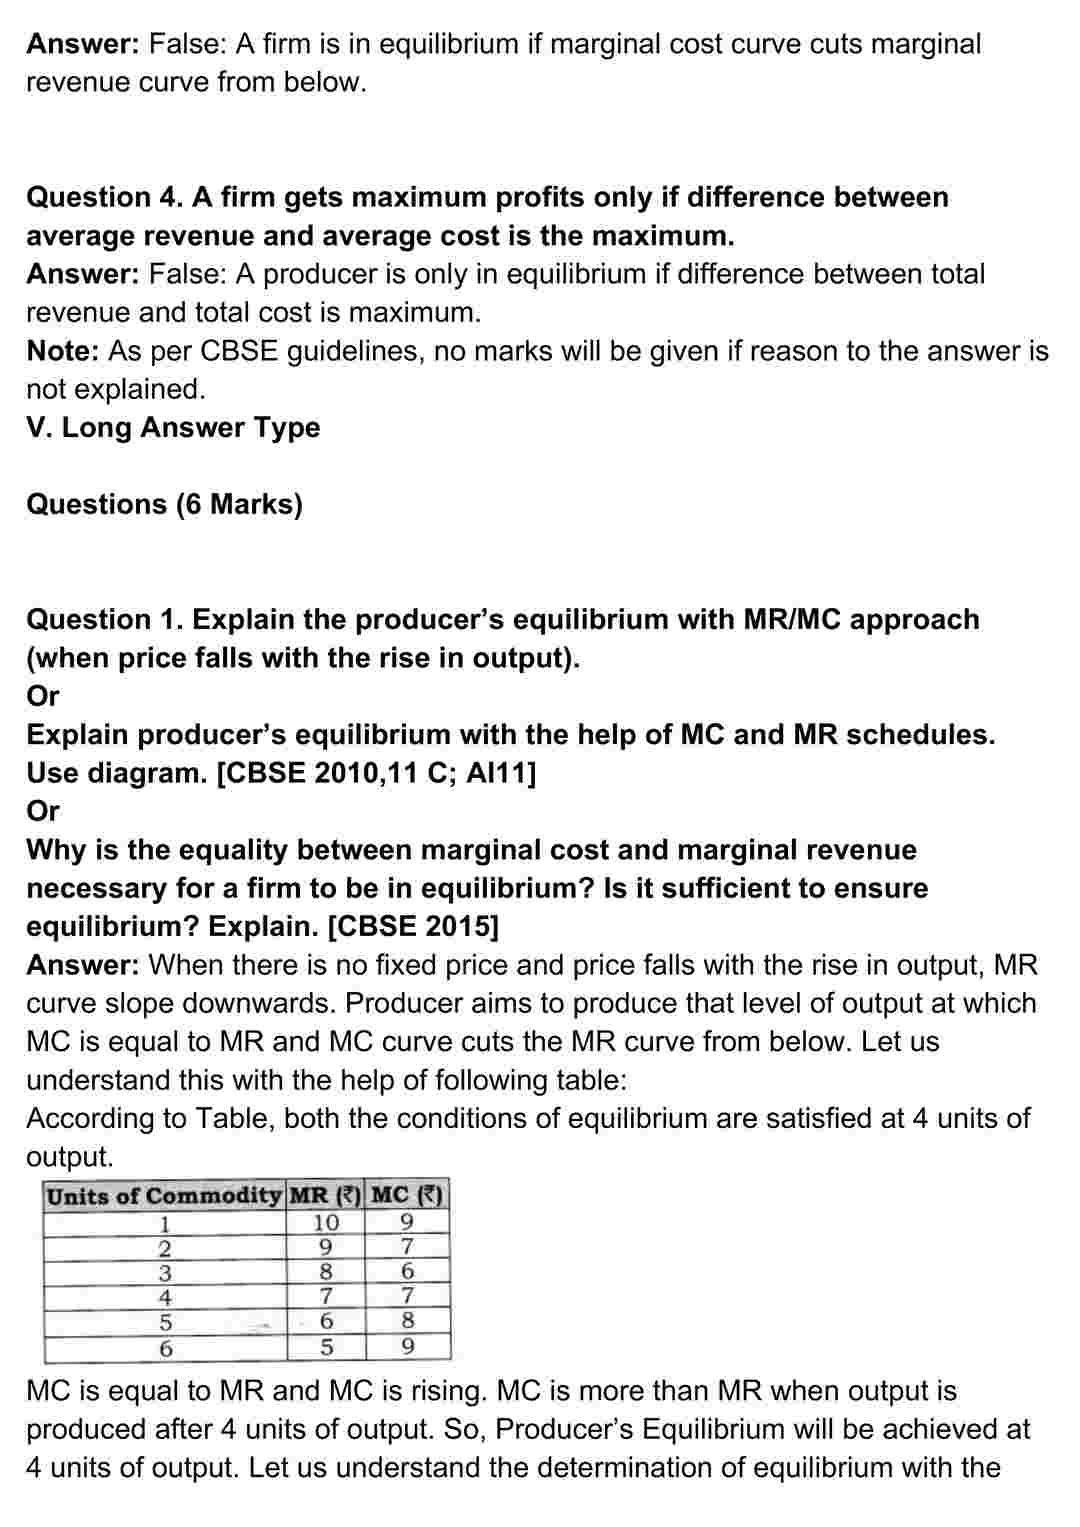 Answer: False: A firm is in equilibrium if marginal cost curve cuts marginal
revenue curve from below.
Question 4. A firm gets maximum profits only if difference between
average revenue and average cost is the maximum.
Answer: False: A producer is only in equilibrium if difference between total
revenue and total cost is maximum.
Note: As per CBSE guidelines, no marks will be given if reason to the answer is
not explained.
V. Long Answer Type
Questions (6 Marks)
Question 1. Explain the producer’s equilibrium with MR/MC approach
(when price falls with the rise in output).
Or
Explain producer’s equilibrium with the help of MC and MR schedules.
Use diagram. [CBSE 2010,11 C; AI11]
Or
Why is the equality between marginal cost and marginal revenue
necessary for a firm to be in equilibrium? Is it sufficient to ensure
equilibrium? Explain. [CBSE 2015]
Answer: When there is no fixed price and price falls with the rise in output, MR
curve slope downwards. Producer aims to produce that level of output at which
MC is equal to MR and MC curve cuts the MR curve from below. Let us
understand this with the help of following table:
According to Table, both the conditions of equilibrium are satisfied at 4 units of
output.
Units of Commodity MR (₹) MC (₹)
1 10 9
2 9 7
3 8 6
4 7 7
5 6 8
6 5 9
MC is equal to MR and MC is rising. MC is more than MR when output is
produced after 4 units of output. So, Producer’s Equilibrium will be achieved at
4 units of output. Let us understand the determination of equilibrium with the